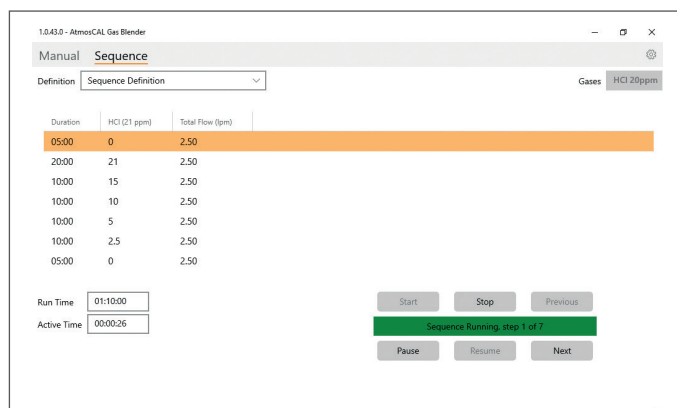 1.0.43.0 - AtmosCAL Gas Blender
Manual Sequence
Definition Sequence Definition Gases HCl 20ppm
Duration HCl (21 ppm) Total Flow (lpm)
05:00 0 2.50
20:00 21 2.50
10:00 15 2.50
10:00 10 2.50
10:00 5 2.50
10:00 2.5 2.50
05:00 0 2.50
Run Time 01:10:00 Start Stop Previous
Active Time 00:00:26 Sequence Running, step 1 of 7
Pause Resume Next